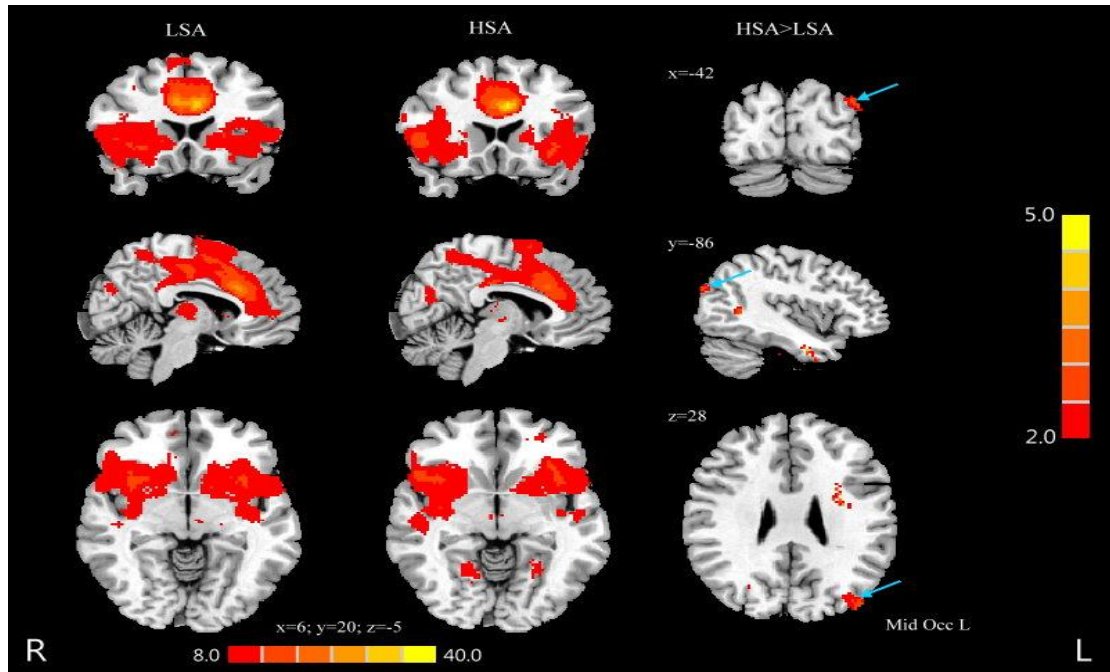 LSA
HSA
HSA>LSA
x=-42
y=-86
5.0
2.0
z=28
x=6; y=20; z=-5
8.0
40.0
Mid Occ L
R
L